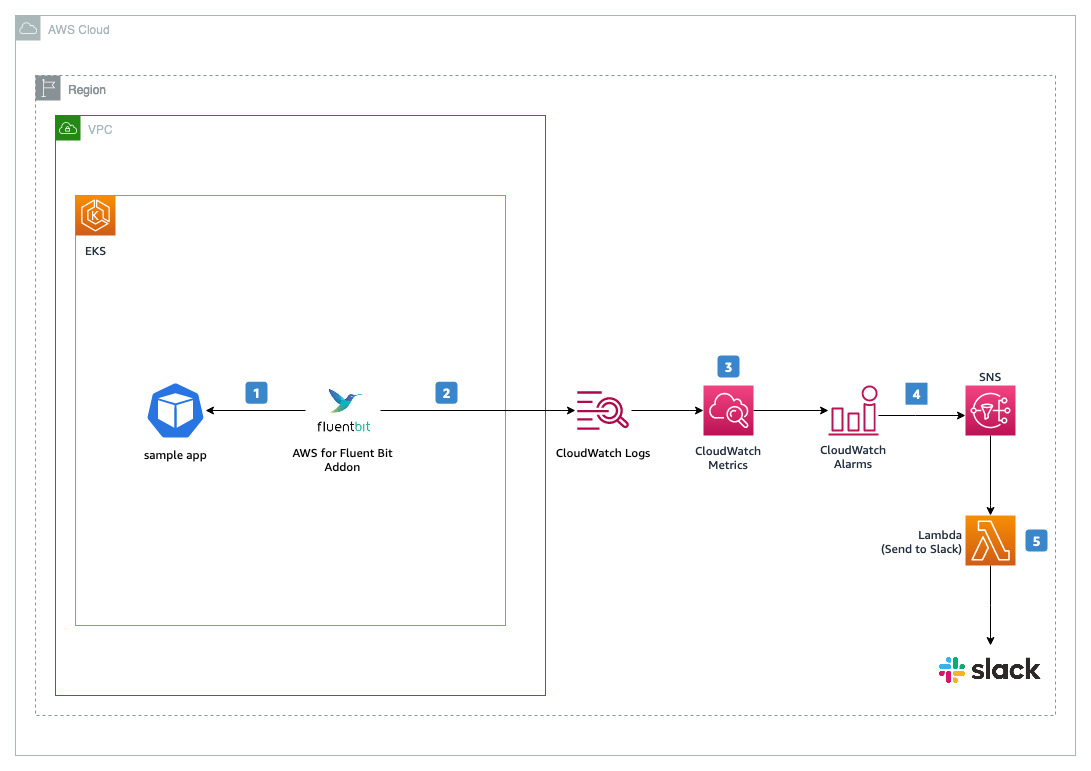 AWS Cloud
Region
VPC
K
EKS
1
sample app
fluentbit
AWS for Fluent Bit
Addon
2
CloudWatch Logs
3
CloudWatch
Metrics
CloudWatch
Alarms
4
SNS
Lambda
(Send to Slack)
5
slack